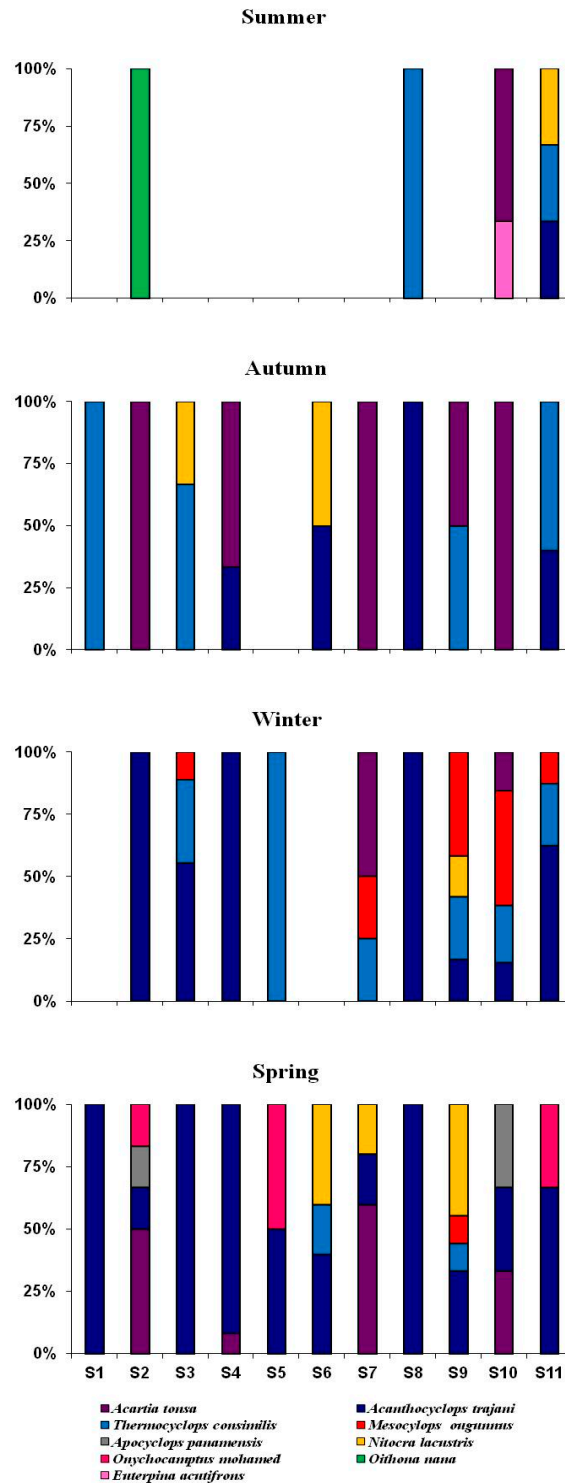 Summer
100%
75%
50%
25%
0%
Autumn
100%
75%
50%
25%
0%
Winter
100%
75%
50%
25%
0%
Spring
100%
75%
50%
25%
0%
S1 S2 S3 S4 S5 S6 S7 S8 S9 S10 S11
Acartia tonsa Acanthocyclops trajani
Thermocyclops consimilis Mesocylops ougunnus
Apocyclops panamensis Nitocra lacustris
Onychocamptus mohamed Oithona nana
Euterpina acutifrons